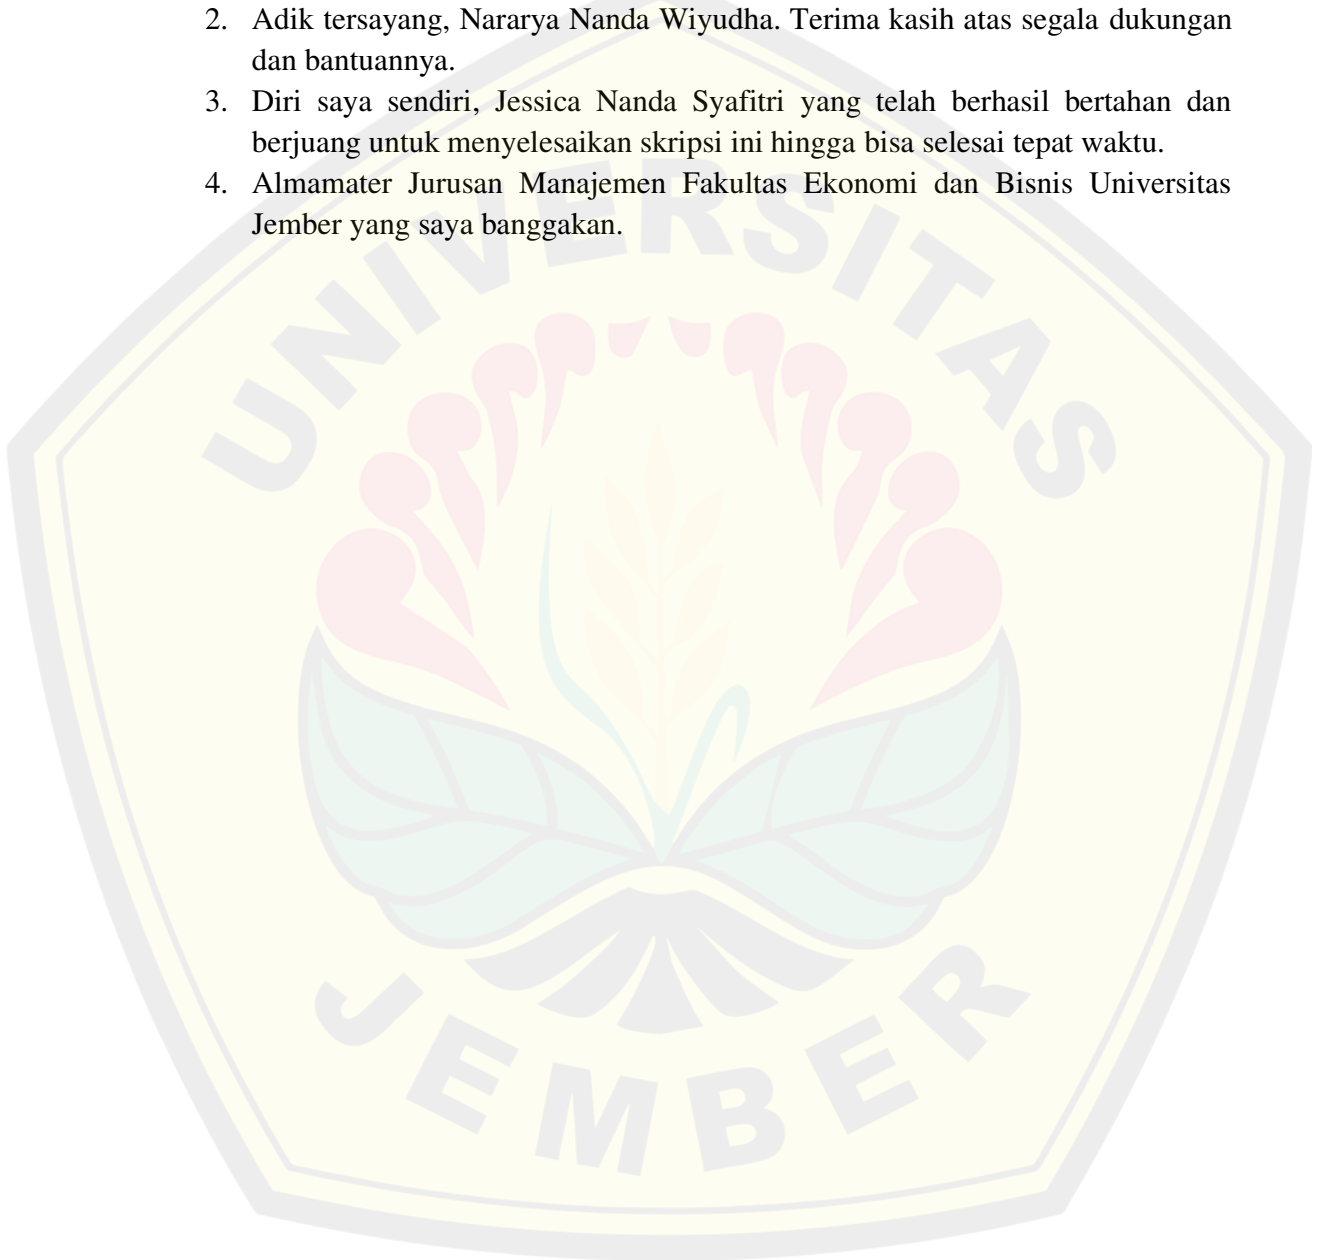 2. Adik tersayang, Nararya Nanda Wiyudha. Terima kasih atas segala dukungan
dan bantuannya.
3. Diri saya sendiri, Jessica Nanda Syafitri yang telah berhasil bertahan dan
berjuang untuk menyelesaikan skripsi ini hingga bisa selesai tepat waktu.
4. Almamater Jurusan Manajemen Fakultas Ekonomi dan Bisnis Universitas
Jember yang saya banggakan.
UNIVERSITAS
JEMBER